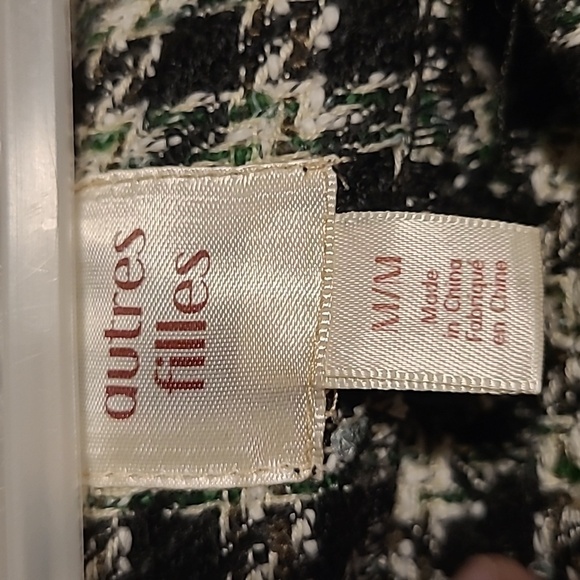 autres
filles
M/M
Made
in China
Fabriqué
en Chine